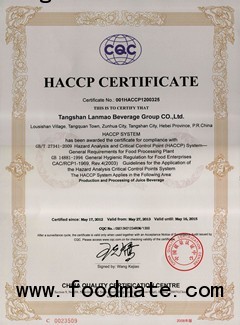 CQC
HACCP CERTIFICATE
Certificate No.: 001HACCP1200325
THIS IS TO CERTIFY THAT
Tangshan Lanmao Beverage Group CO.,Ltd.
Village, Tangquan Town, Zunhua City, Tangshan City, Hebei Province, P.R.China
HACCP SYSTEM
has been awarded the certificate for compliance with
GB/T 27341-2009 Hazard Analysis and Critical Control Point (HACCP) System—
General Requirements for Food Processing Plant
GB 14881-1994 General Hygienic Regulation for Food Enterprises
CAC/RCP1-1969, Rev.4(2003) Guidelines for the Application of
the Hazard Analysis Critical Control Points System
The HACCP System Applies in the Following Area
Production and Processing of Juice Beverage
Certified since: May 17, 2012 Valid from: May 17, 2012 Valid until: May 16, 2015
Signed by: Wang Kejiao
CHINA QUALITY CERTIFICATION CENTRE
www.foodmate.com
C 0023509